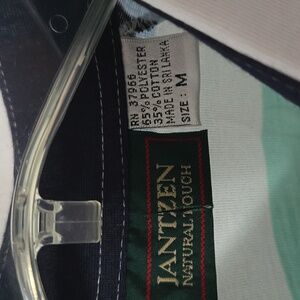 RN 37966
65% POLYESTER
35% COTTON
MADE IN SRI LANKA
SIZE : M
JANTZEN
NATURAL TOUCH